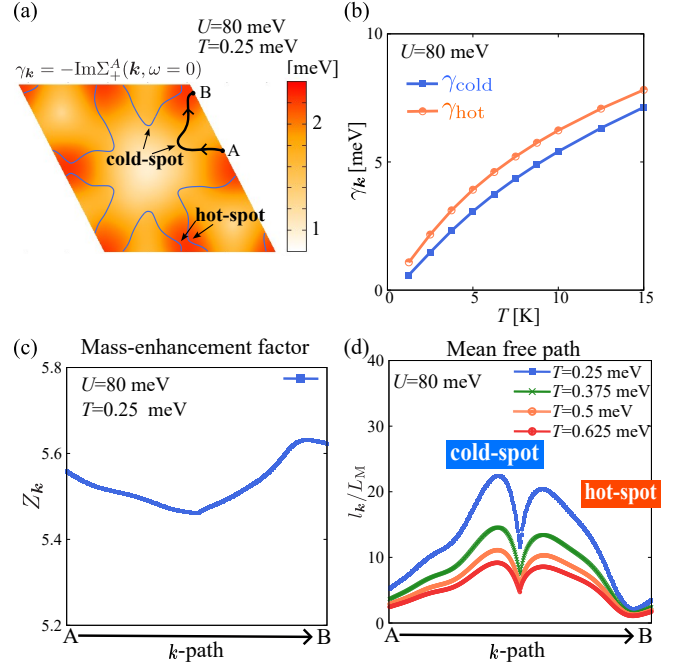 (a)
U=80 meV
T=0.25 meV
γ𝒌 = −ImΣ₊ᴬ(𝒌, ω = 0)
[meV]
B
2
A
cold-spot
hot-spot
1
(b)
U=80 meV
γcold
γhot
10
5
0
γ𝒌 [meV]
0 5 10 15
T [K]
(c) Mass-enhancement factor
5.8
U=80 meV
T=0.25 meV
5.6
Z𝒌
5.4
5.2
A B
k-path
(d) Mean free path
40
U=80 meV
T=0.25 meV
T=0.375 meV
T=0.5 meV
T=0.625 meV
30
cold-spot
hot-spot
l𝒌/LM
20
10
0
A B
k-path